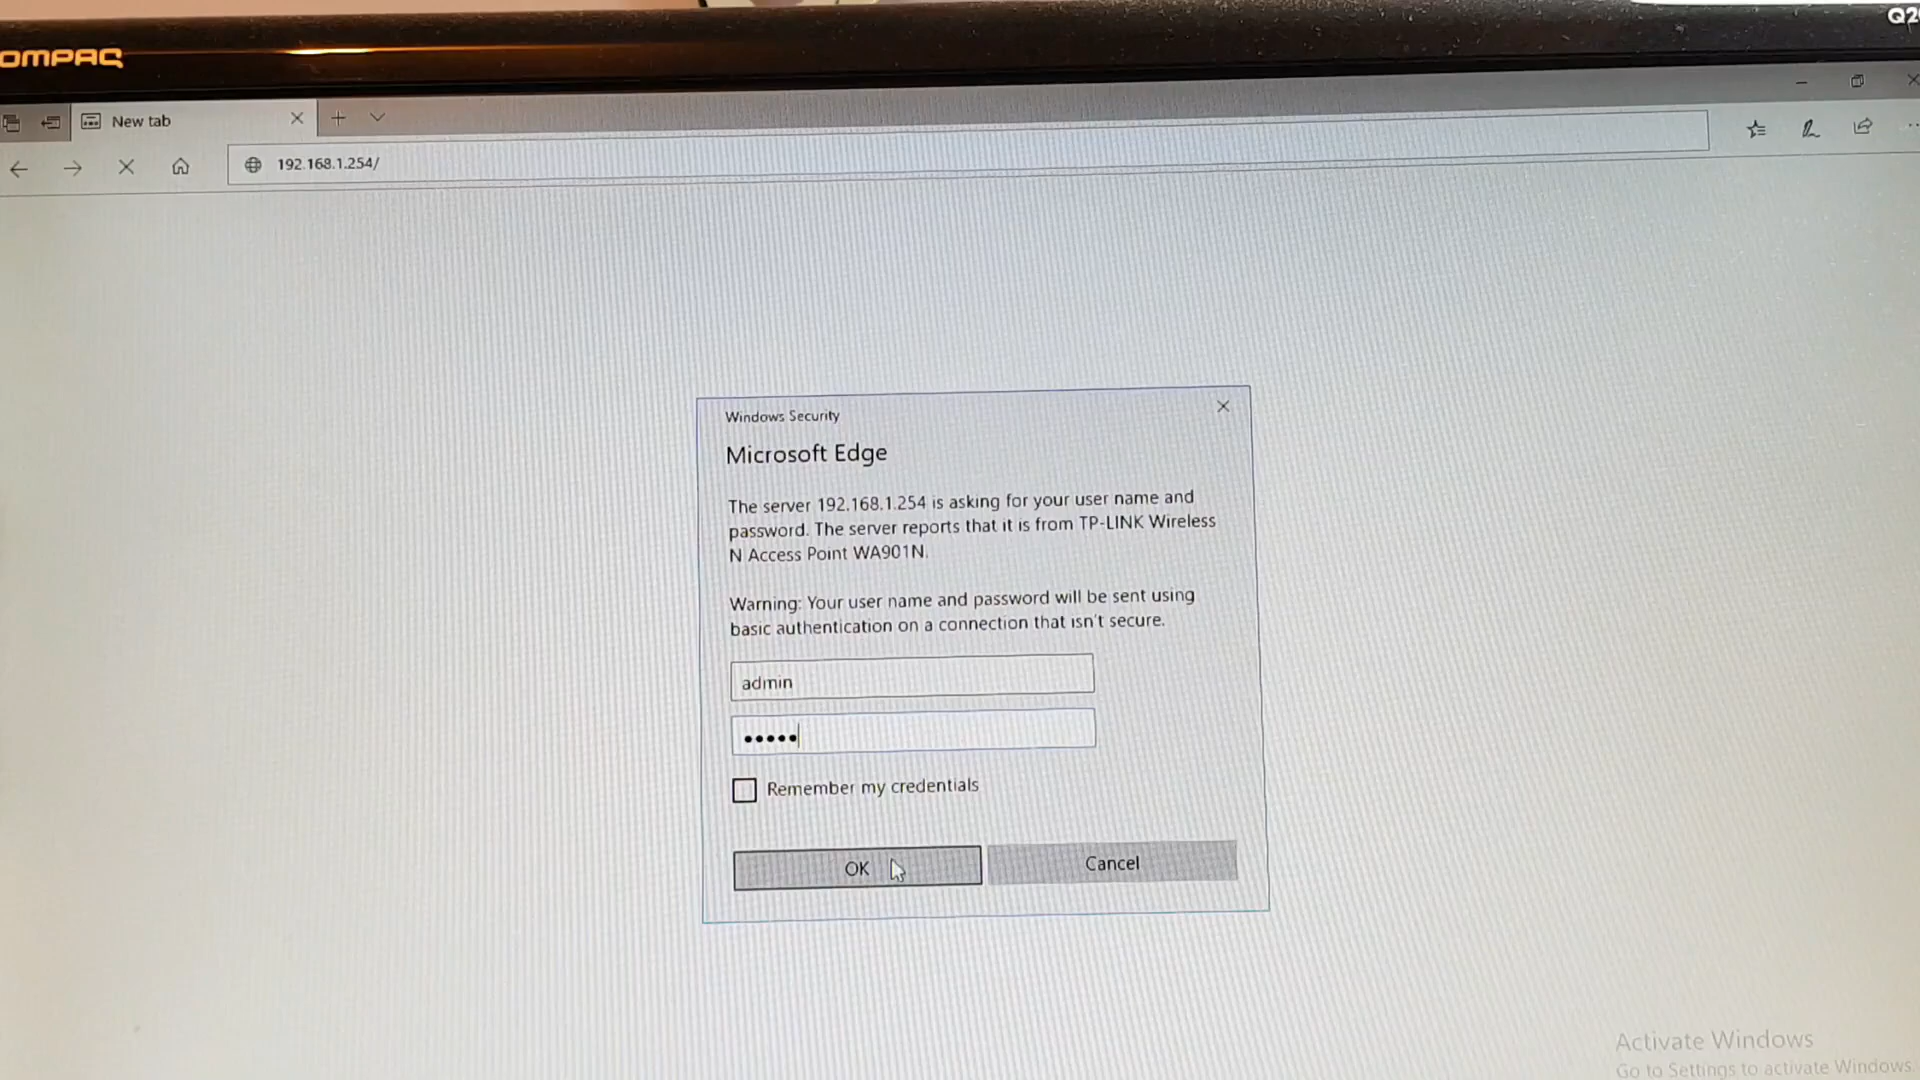 COMPAQ
New tab
192.168.1.254/
Windows Security
Microsoft Edge
The server 192.168.1.254 is asking for your user name and
password. The server reports that it is from TP-LINK Wireless
N Access Point WA901N.
Warning: Your user name and password will be sent using
basic authentication on a connection that isn't secure.
admin
•••••
Remember my credentials
OK
Cancel
Activate Windows
Go to Settings to activate Windows.